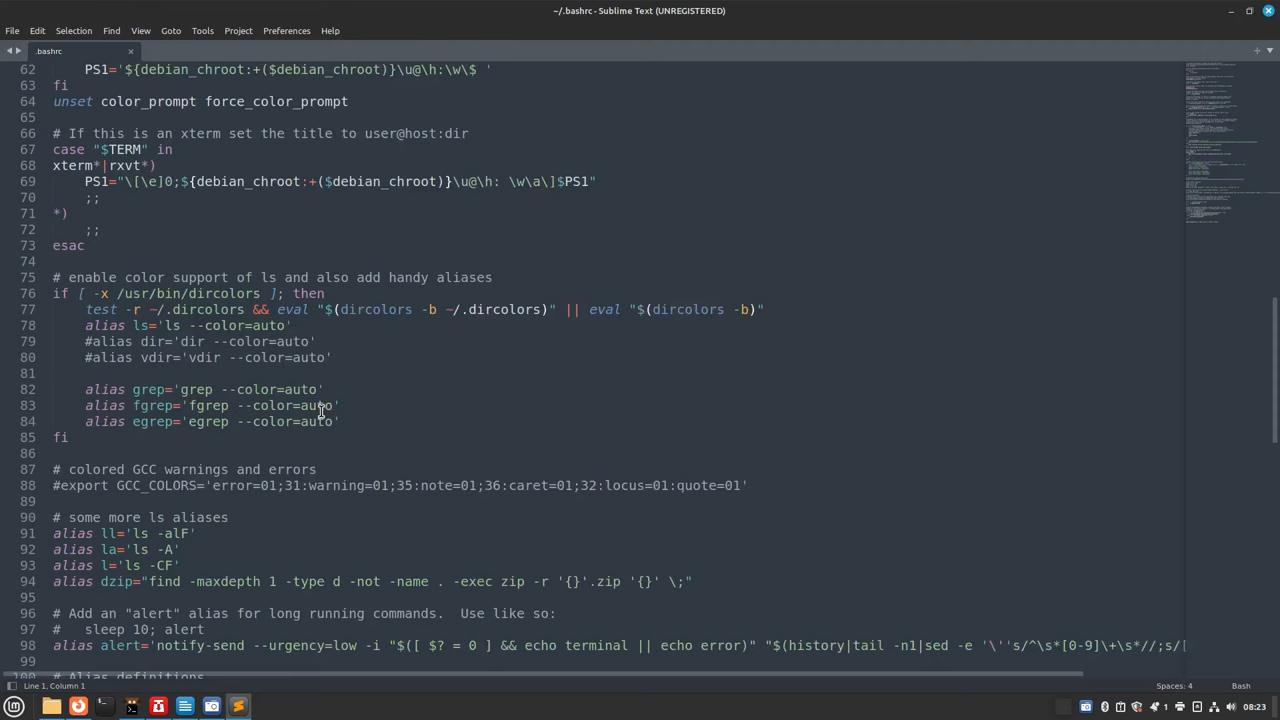 ~/.bashrc - Sublime Text (UNREGISTERED)
File Edit Selection Find View Goto Tools Project Preferences Help
.bashrc
62 PS1='${debian_chroot:+($debian_chroot)}\u@\h:\w\$ '
63 fi
64 unset color_prompt force_color_prompt
65
66 # If this is an xterm set the title to user@host:dir
67 case "$TERM" in
68 xterm*|rxvt*)
69 PS1="\[\e]0;${debian_chroot:+($debian_chroot)}\u@\h: \w\a\]$PS1"
70 ;;
71 *)
72 ;;
73 esac
74
75 # enable color support of ls and also add handy aliases
76 if [ -x /usr/bin/dircolors ]; then
77 test -r ~/.dircolors && eval "$(dircolors -b ~/.dircolors)" || eval "$(dircolors -b)"
78 alias ls='ls --color=auto'
79 #alias dir='dir --color=auto'
80 #alias vdir='vdir --color=auto'
81
82 alias grep='grep --color=auto'
83 alias fgrep='fgrep --color=auto'
84 alias egrep='egrep --color=auto'
85 fi
86
87 # colored GCC warnings and errors
88 #export GCC_COLORS='error=01;31:warning=01;35:note=01;36:caret=01;32:locus=01:quote=01'
89
90 # some more ls aliases
91 alias ll='ls -alF'
92 alias la='ls -A'
93 alias l='ls -CF'
94 alias dzip="find -maxdepth 1 -type d -not -name . -exec zip -r '{}'.zip '{}' \;"
95
96 # Add an "alert" alias for long running commands.  Use like so:
97 #   sleep 10; alert
98 alias alert='notify-send --urgency=low -i "$([ $? = 0 ] && echo terminal || echo error)" "$(history|tail -n1|sed -e '\''s/^\s*[0-9]\+\s*//;s/[
99
100 # Alias definitions
Line 1, Column 1 Spaces: 4 Bash
1 08:23